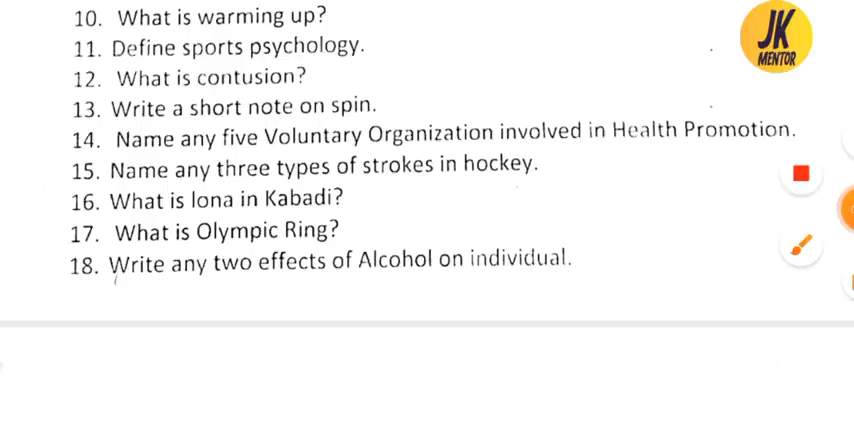 10. What is warming up?
11. Define sports psychology.
12. What is contusion?
13. Write a short note on spin.
14. Name any five Voluntary Organization involved in Health Promotion.
15. Name any three types of strokes in hockey.
16. What is lona in Kabadi?
17. What is Olympic Ring?
18. Write any two effects of Alcohol on individual.
JK
MENTOR